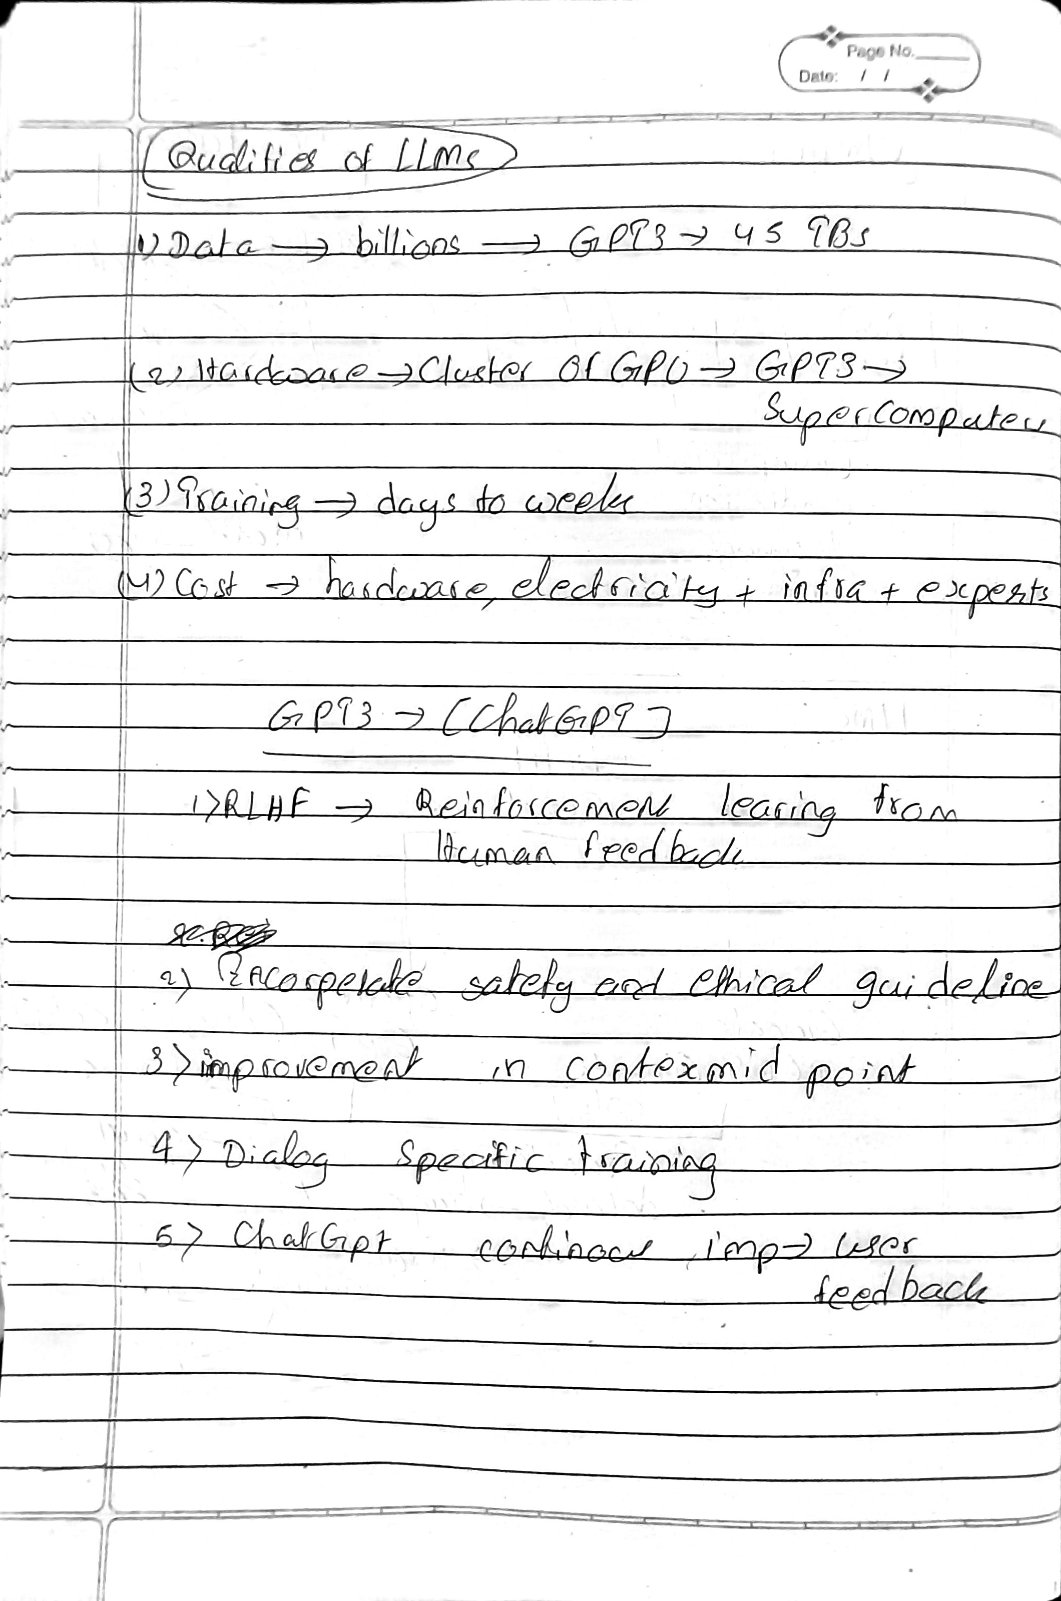 Page No.
Date: / /
Qualities of LLMs
1) Data → billions → GPT3 → 45 TBs
(2) Hardware → Cluster of GPU → GPT3 →
Supercomputer
(3) Training → days to weeks
(4) Cost → hardware, electricity + infra + experts
GPT3 → [ChatGPT]
1) RLHF → Reinforcement learing from
Human feedback
2) Incorperate safety and ethical guideline
3) improvement in contexmid point
4) Dialog Specific training
5) ChatGpt continous imp → user
feedback